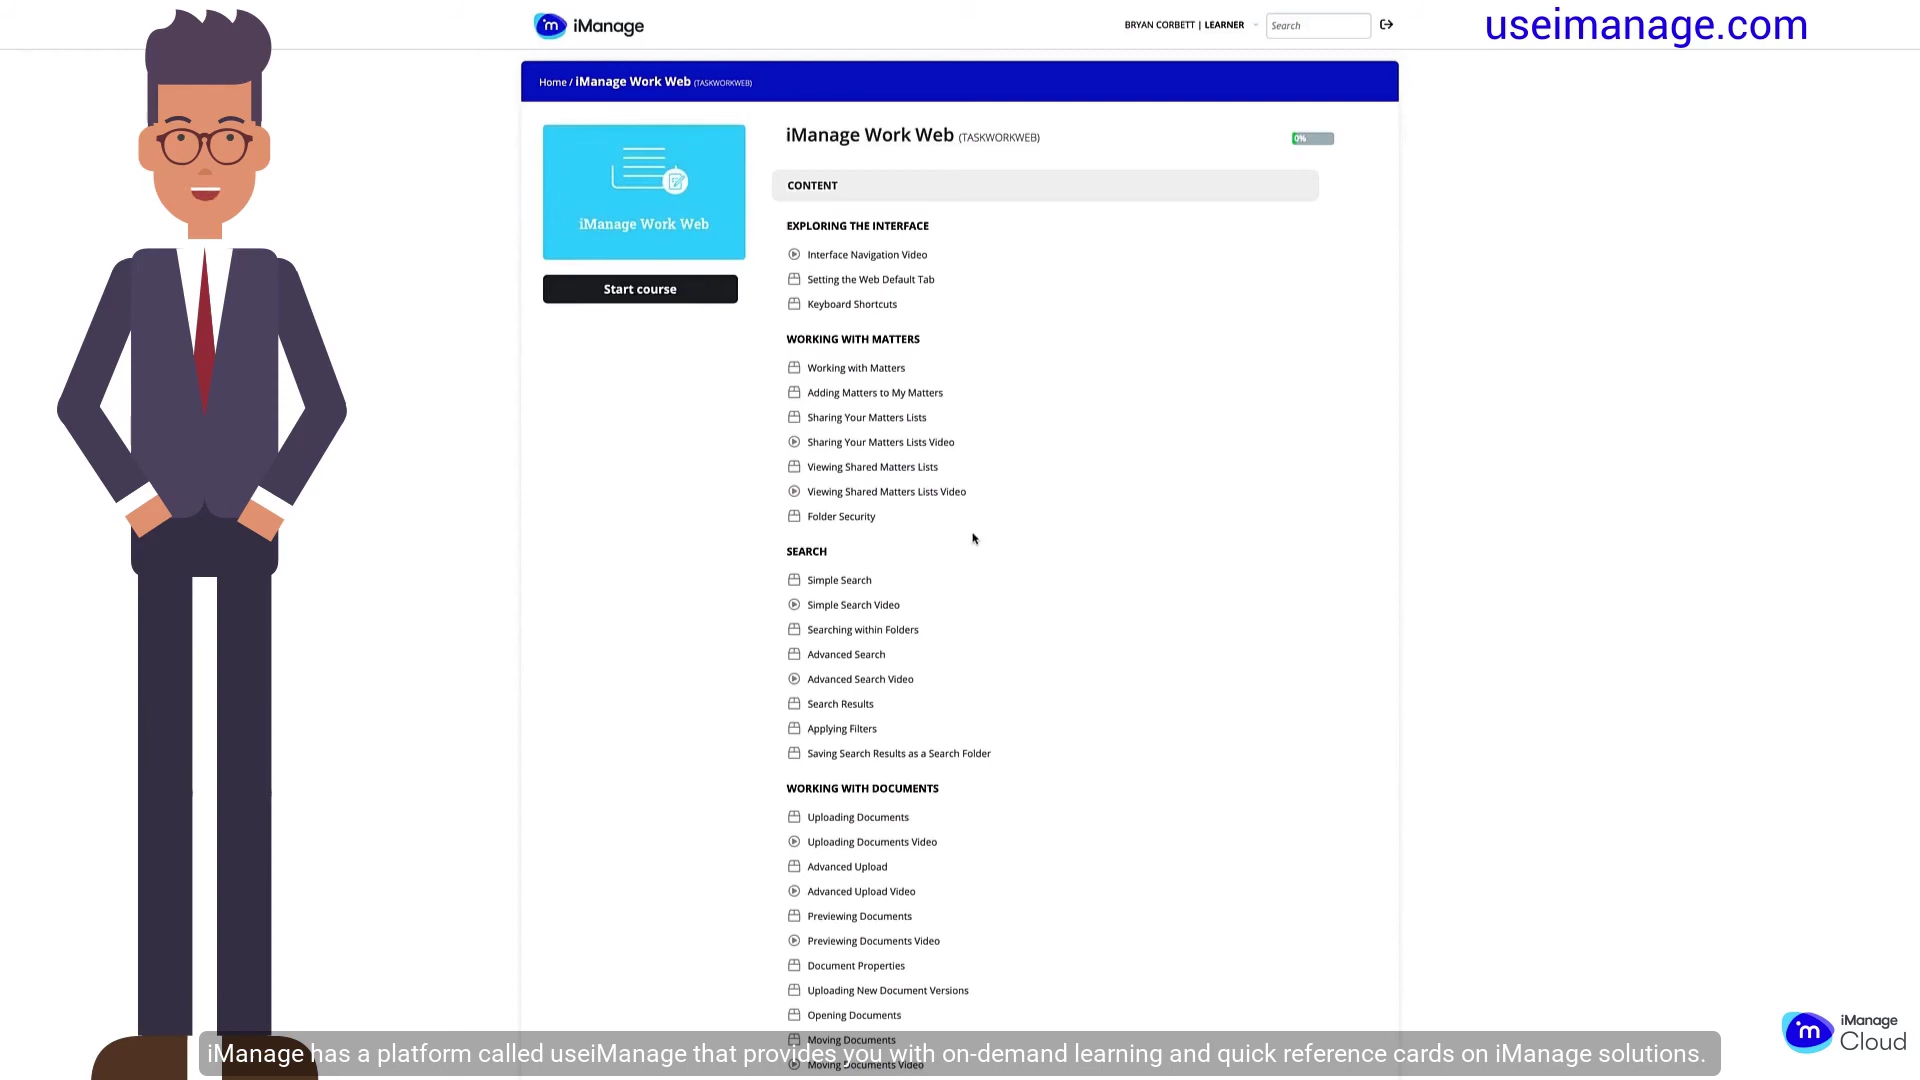 iManage
BRYAN CORBETT | LEARNER
Search
useimanage.com
Home / iManage Work Web (TASKWORKWEB)
iManage Work Web
Start course
iManage Work Web (TASKWORKWEB)
0%
CONTENT
EXPLORING THE INTERFACE
Interface Navigation Video
Setting the Web Default Tab
Keyboard Shortcuts
WORKING WITH MATTERS
Working with Matters
Adding Matters to My Matters
Sharing Your Matters Lists
Sharing Your Matters Lists Video
Viewing Shared Matters Lists
Viewing Shared Matters Lists Video
Folder Security
SEARCH
Simple Search
Simple Search Video
Searching within Folders
Advanced Search
Advanced Search Video
Search Results
Applying Filters
Saving Search Results as a Search Folder
WORKING WITH DOCUMENTS
Uploading Documents
Uploading Documents Video
Advanced Upload
Advanced Upload Video
Previewing Documents
Previewing Documents Video
Document Properties
Uploading New Document Versions
Opening Documents
Moving Documents
Moving Documents Video
iManage has a platform called useiManage that provides you with on-demand learning and quick reference cards on iManage solutions.
iManage
Cloud